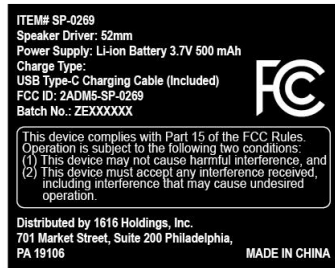 ITEM# SP-0269
Speaker Driver: 52mm
Power Supply: Li-ion Battery 3.7V 500 mAh
Charge Type:
USB Type-C Charging Cable (Included)
FCC ID: 2ADM5-SP-0269
Batch No.: ZEXXXXXX
FC
This device complies with Part 15 of the FCC Rules.
Operation is subject to the following two conditions:
(1) This device may not cause harmful interference, and
(2) This device must accept any interference received,
including interference that may cause undesired
operation.
Distributed by 1616 Holdings, Inc.
701 Market Street, Suite 200 Philadelphia,
PA 19106
MADE IN CHINA